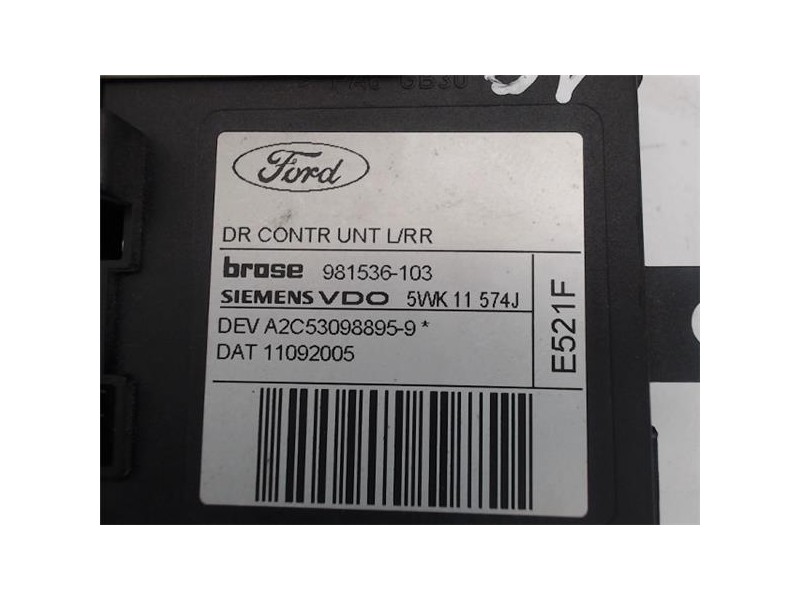 Ford
DR CONTR UNT L/RR
brose 981536-103
SIEMENS VDO 5WK 11 574J
DEV A2C53098895-9 *
DAT 11092005
E521F